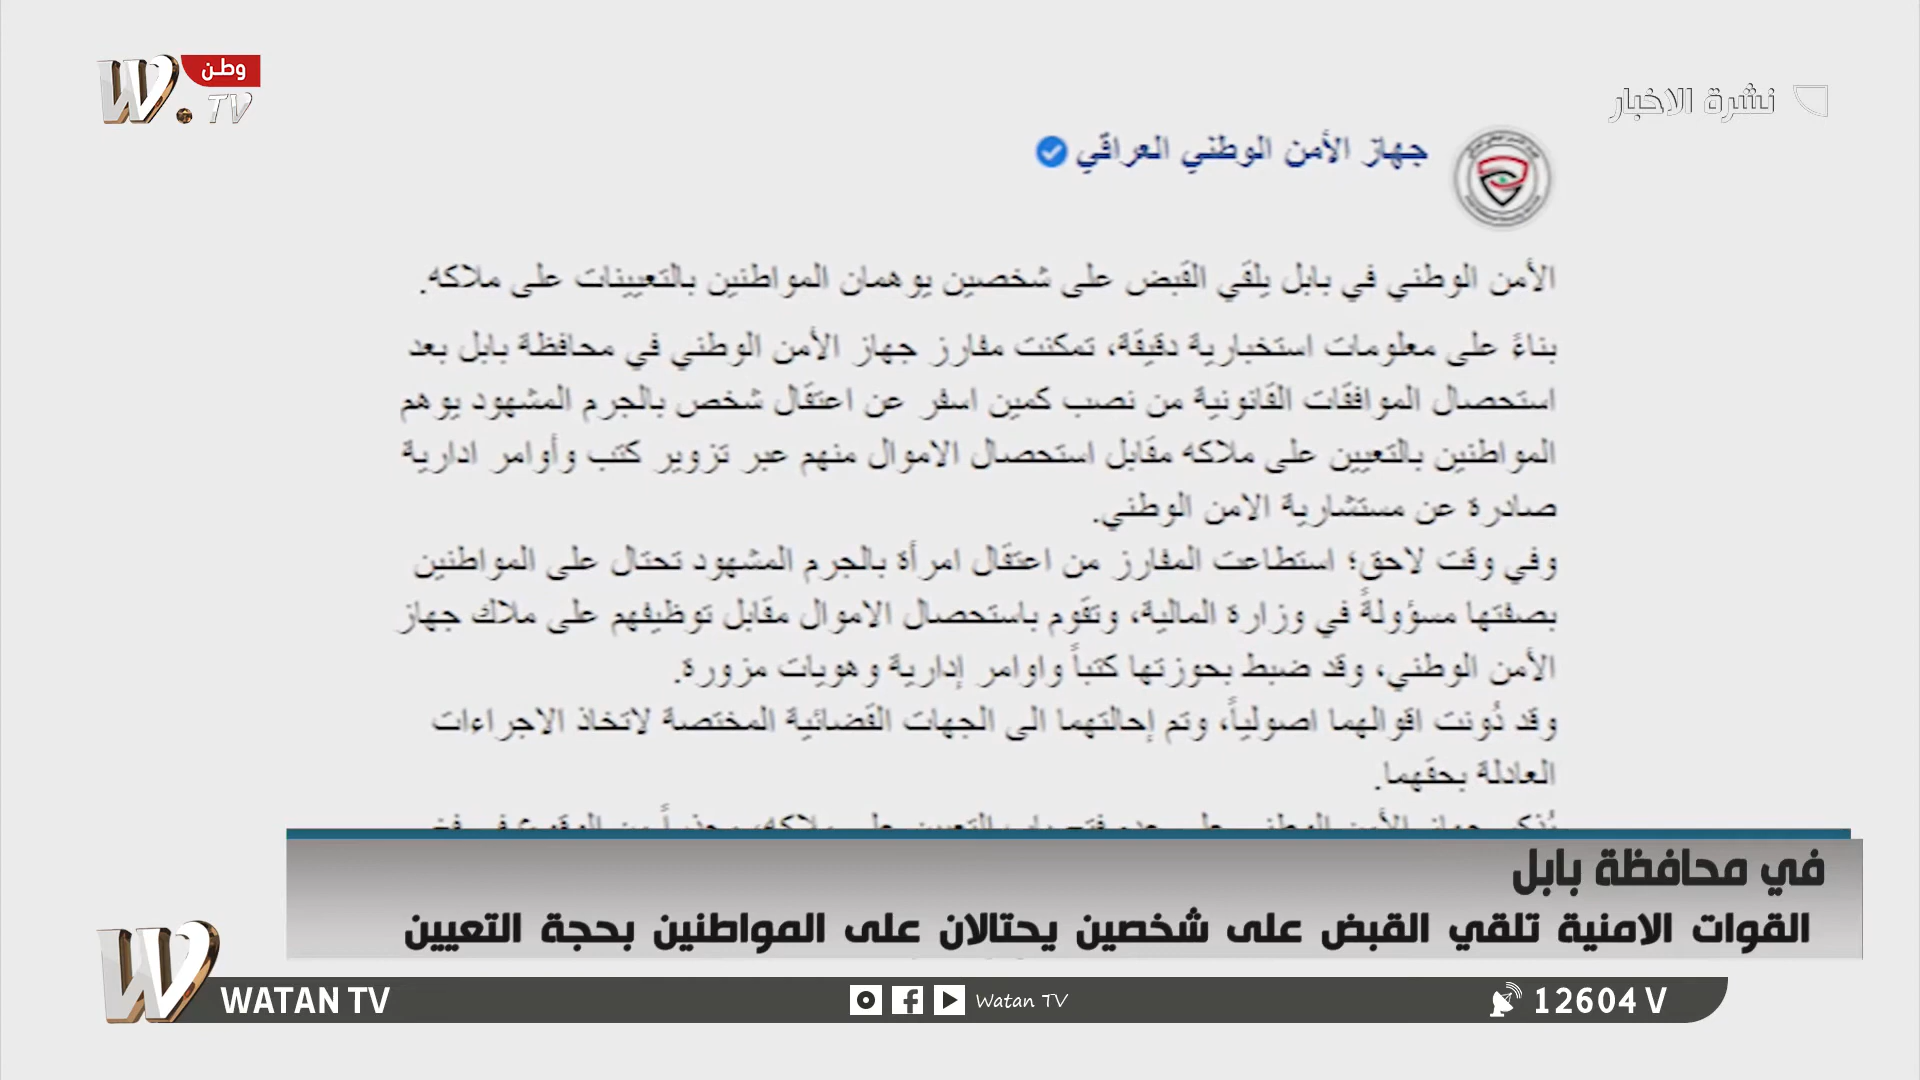 وطن
W.
TV
نشرة الاخبار
جهاز الأمن الوطني العراقي
الأمن الوطني في بابل يلقي القبض على شخصين يوهمان المواطنين بالتعيينات على ملاكه.
بناءً على معلومات استخبارية دقيقة، تمكنت مفارز جهاز الأمن الوطني في محافظة بابل بعد
استحصال الموافقات القانونية من نصب كمين اسفر عن اعتقال شخص بالجرم المشهود يوهم
المواطنين بالتعيين على ملاكه مقابل استحصال الاموال منهم عبر تزوير كتب وأوامر ادارية
صادرة عن مستشارية الامن الوطني.
وفي وقت لاحق؛ استطاعت المفارز من اعتقال امرأة بالجرم المشهود تحتال على المواطنين
بصفتها مسؤولةً في وزارة المالية، وتقوم باستحصال الاموال مقابل توظيفهم على ملاك جهاز
الأمن الوطني، وقد ضبط بحوزتها كتباً واوامر إدارية وهويات مزورة.
وقد دُونت اقوالهما اصولياً، وتم إحالتهما الى الجهات القضائية المختصة لاتخاذ الاجراءات
العادلة بحقهما.
في محافظة بابل
القوات الامنية تلقي القبض على شخصين يحتالان على المواطنين بحجة التعيين
W
WATAN TV
Watan TV
12604 V